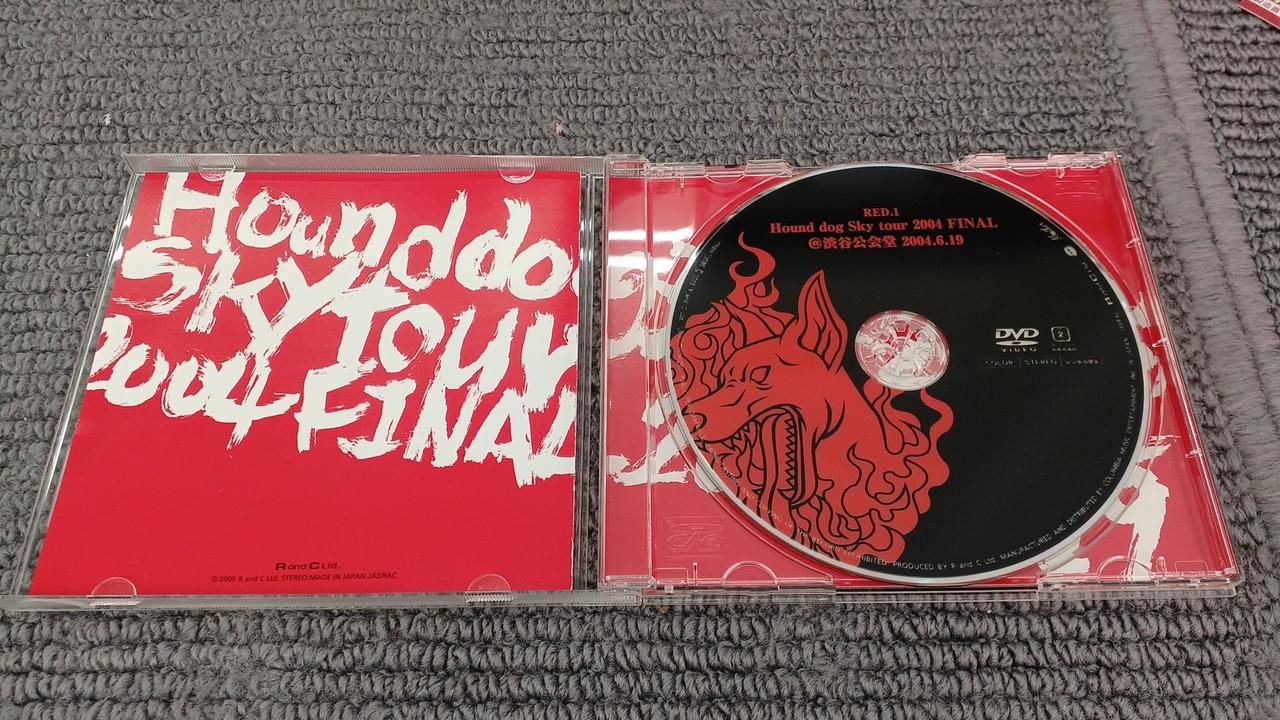 Hound do
Sky Tour
2004 FINAL
R and C Ltd.
©2005 R and C Ltd. STEREO.MADE IN JAPAN.JASRAC
RED.1
Hound dog Sky tour 2004 FINAL
@渋谷公会堂 2004.6.19
DVD
VIDEO
2
COLOR STEREO
PROHIBITED. PRODUCED BY R and C Ltd. MANUFACTURED AND DISTRIBUTED BY COLUMBIA MUSIC ENTERTAINMENT, INC.